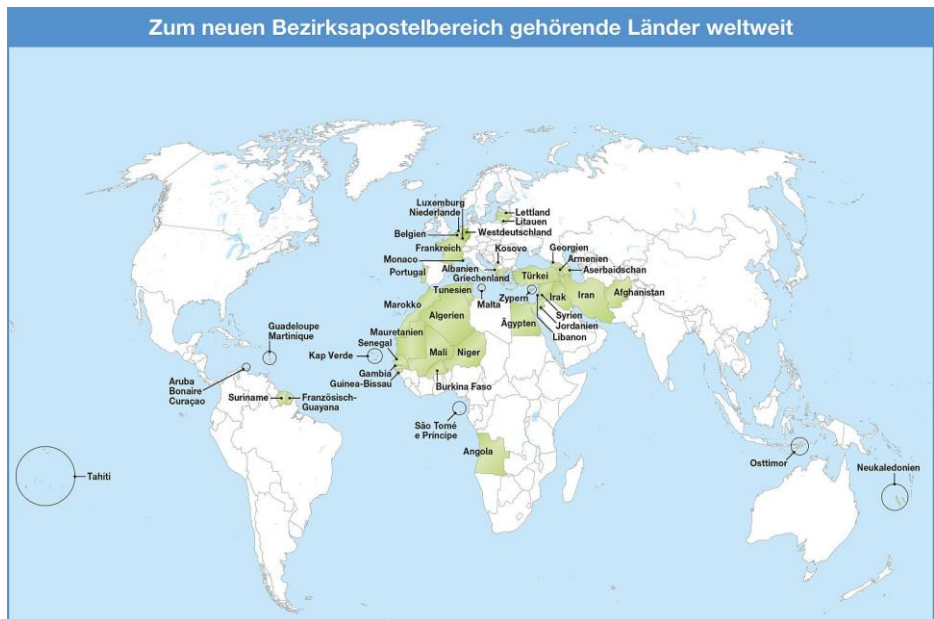 Zum neuen Bezirksapostelbereich gehörende Länder weltweit
Luxemburg
Niederlande
Belgien
Westdeutschland
Lettland
Litauen
Frankreich
Kosovo
Georgien
Armenien
Aserbaidschan
Monaco
Portugal
Albanien
Griechenland
Türkei
Tunesien
Malta
Zypern
Irak
Iran
Afghanistan
Marokko
Algerien
Ägypten
Syrien
Jordanien
Libanon
Mauretanien
Senegal
Mali
Niger
Guadeloupe
Martinique
Kap Verde
Gambia
Guinea-Bissau
Burkina Faso
Aruba
Bonaire
Curaçao
Suriname
Französisch-
Guayana
São Tomé
e Príncipe
Angola
Osttimor
Neukaledonien
Tahiti